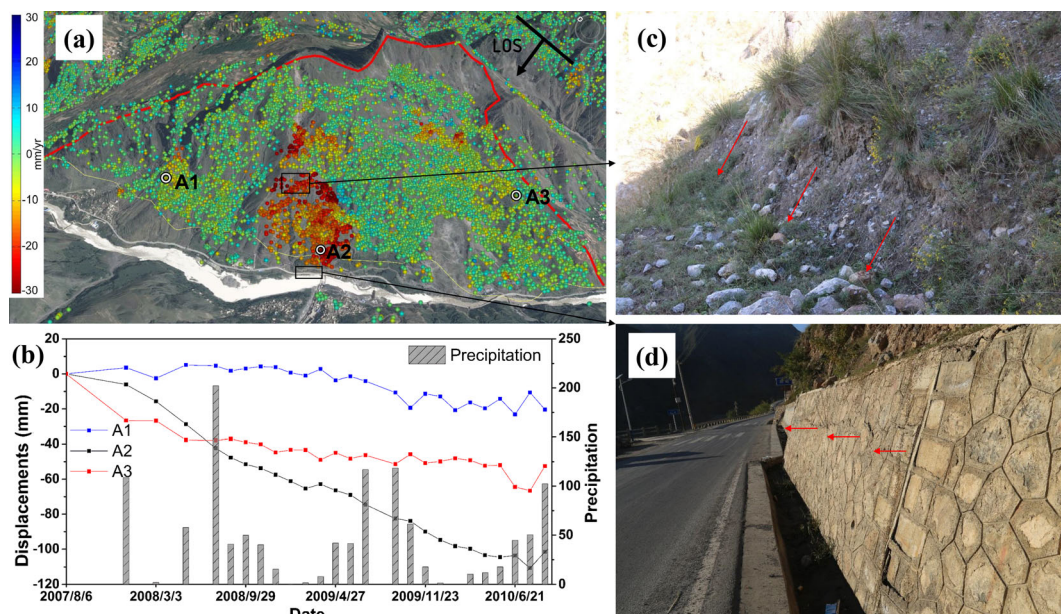 (a)
30
20
10
0
-10
-20
-30
mm/yr
LOS
A1
A2
A3
(c)
(b)
Precipitation
20
0
-20
-40
-60
-80
-100
-120
Displacements (mm)
A1
A2
A3
250
200
150
100
50
0
Precipitation
2007/8/6 2008/3/3 2008/9/29 2009/4/27 2009/11/23 2010/6/21
Date
(d)